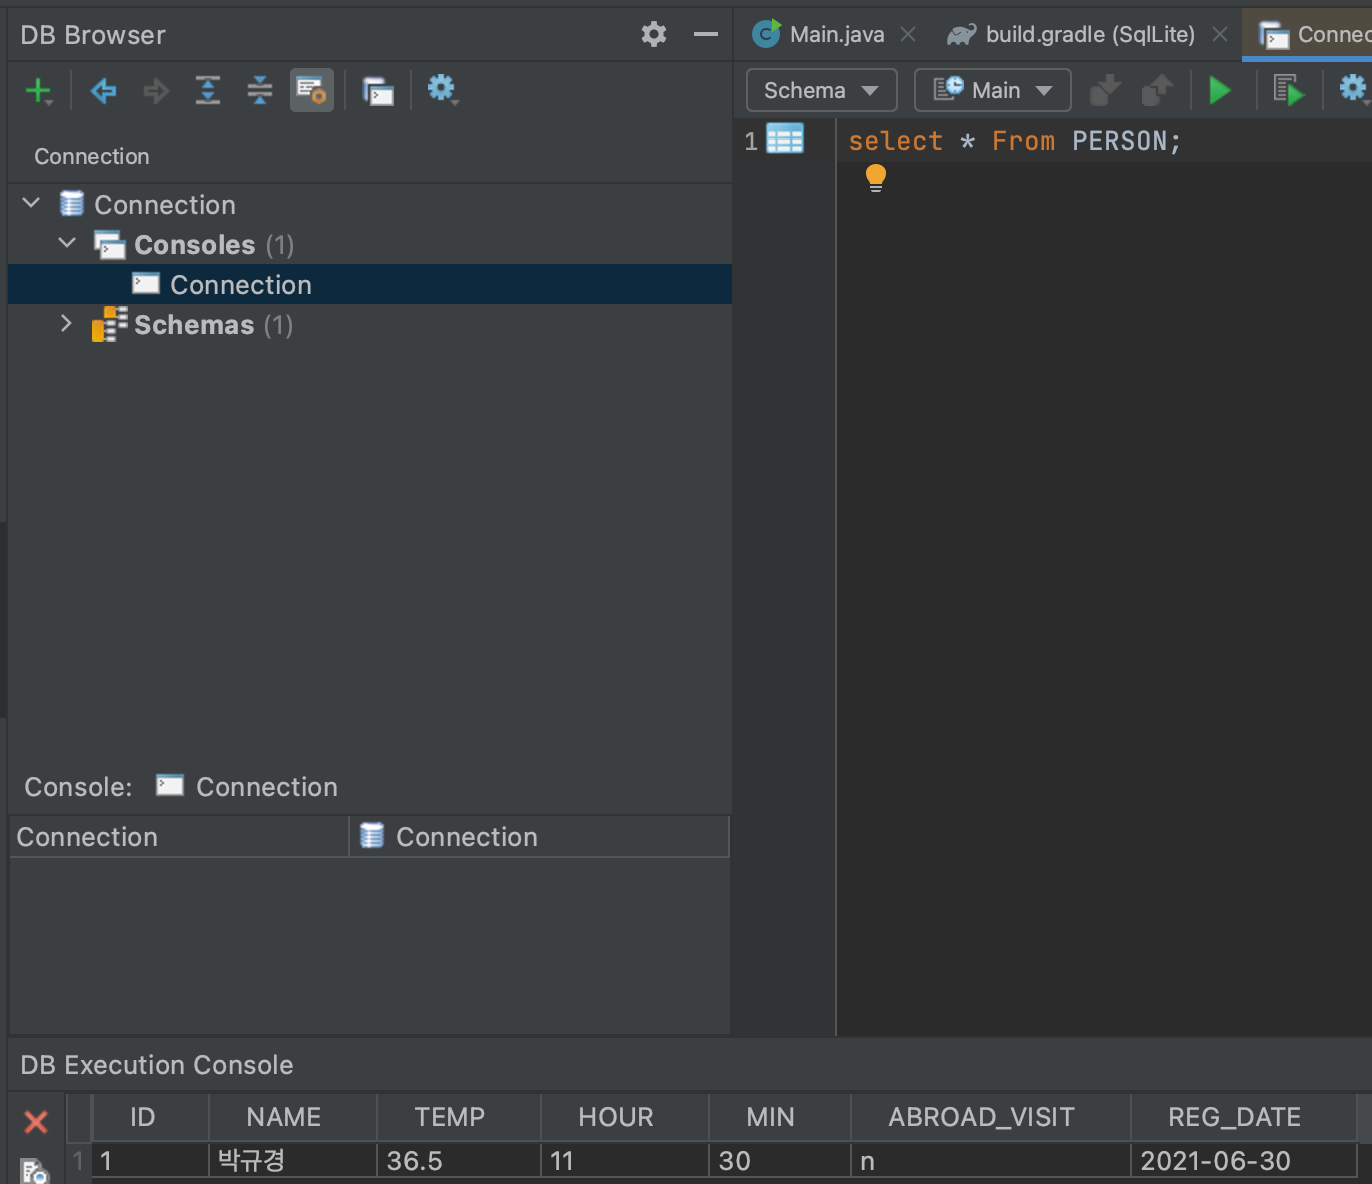 DB Browser
Main.java
build.gradle (SqlLite)
Connec
Schema
Main
Connection
1
select * From PERSON;
Connection
Consoles (1)
Connection
Schemas (1)
Console: Connection
Connection Connection
DB Execution Console
ID NAME TEMP HOUR MIN ABROAD_VISIT REG_DATE
1 1 박규경 36.5 11 30 n 2021-06-30